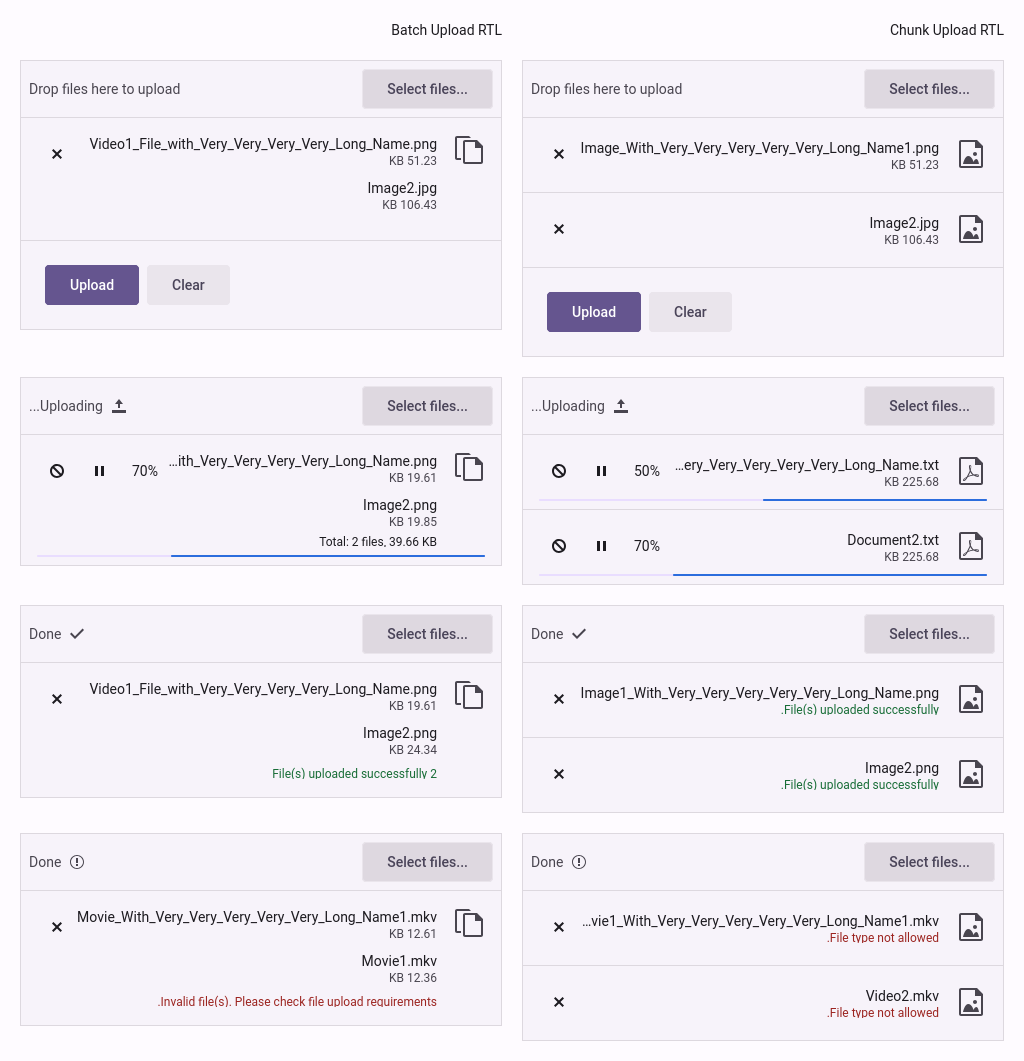 Batch Upload RTL
Drop files here to upload
Select files...
Video1_File_with_Very_Very_Very_Very_Long_Name.png
KB 51.23
Image2.jpg
KB 106.43
Upload
Clear
...Uploading
Select files...
70%
...ith_Very_Very_Very_Very_Long_Name.png
KB 19.61
Image2.png
KB 19.85
Total: 2 files, 39.66 KB
Done
Select files...
Video1_File_with_Very_Very_Very_Very_Long_Name.png
KB 19.61
Image2.png
KB 24.34
File(s) uploaded successfully 2
Done
Select files...
Movie_With_Very_Very_Very_Very_Very_Long_Name1.mkv
KB 12.61
Movie1.mkv
KB 12.36
.Invalid file(s). Please check file upload requirements
Chunk Upload RTL
Drop files here to upload
Select files...
Image_With_Very_Very_Very_Very_Very_Long_Name1.png
KB 51.23
Image2.jpg
KB 106.43
Upload
Clear
...Uploading
Select files...
50%
...ery_Very_Very_Very_Very_Long_Name.txt
KB 225.68
70%
Document2.txt
KB 225.68
Done
Select files...
Image1_With_Very_Very_Very_Very_Very_Long_Name.png
.File(s) uploaded successfully
Image2.png
.File(s) uploaded successfully
Done
Select files...
...vie1_With_Very_Very_Very_Very_Very_Long_Name1.mkv
.File type not allowed
Video2.mkv
.File type not allowed